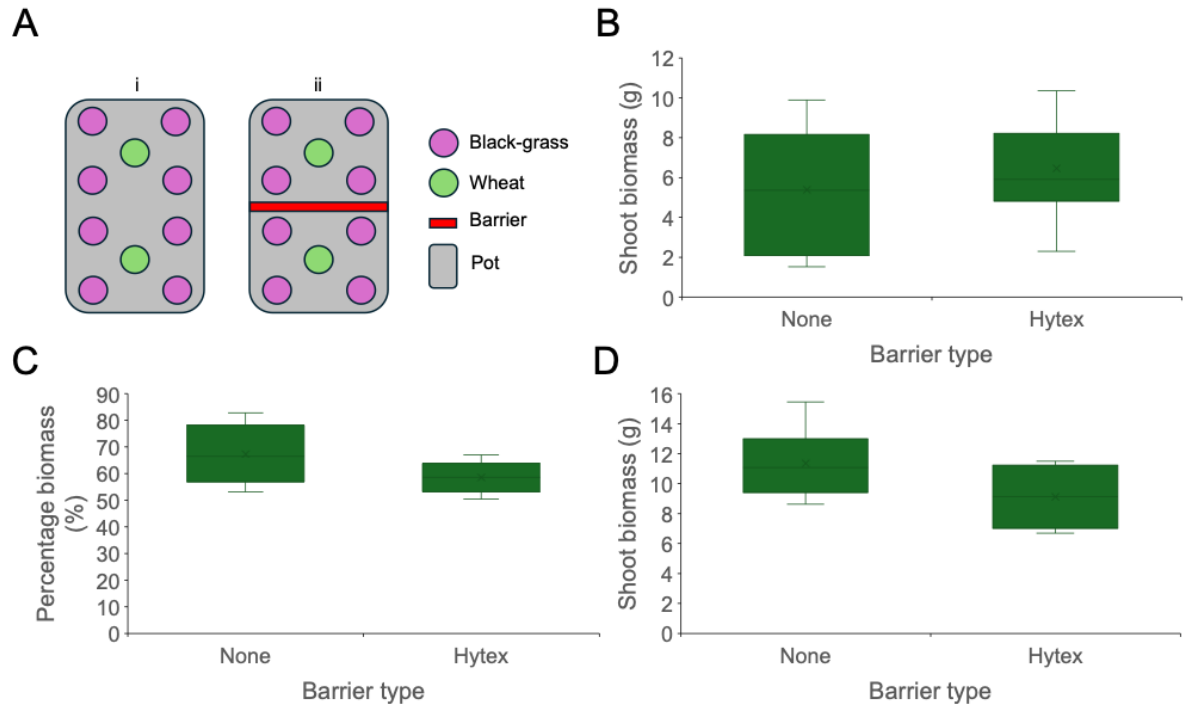 A
i
ii
Black-grass
Wheat
Barrier
Pot
B
12
10
8
6
4
2
0
Shoot biomass (g)
None
Hytex
Barrier type
C
90
80
70
60
50
40
30
20
10
0
Percentage biomass
(%)
None
Hytex
Barrier type
D
16
14
12
10
8
6
4
2
0
Shoot biomass (g)
None
Hytex
Barrier type